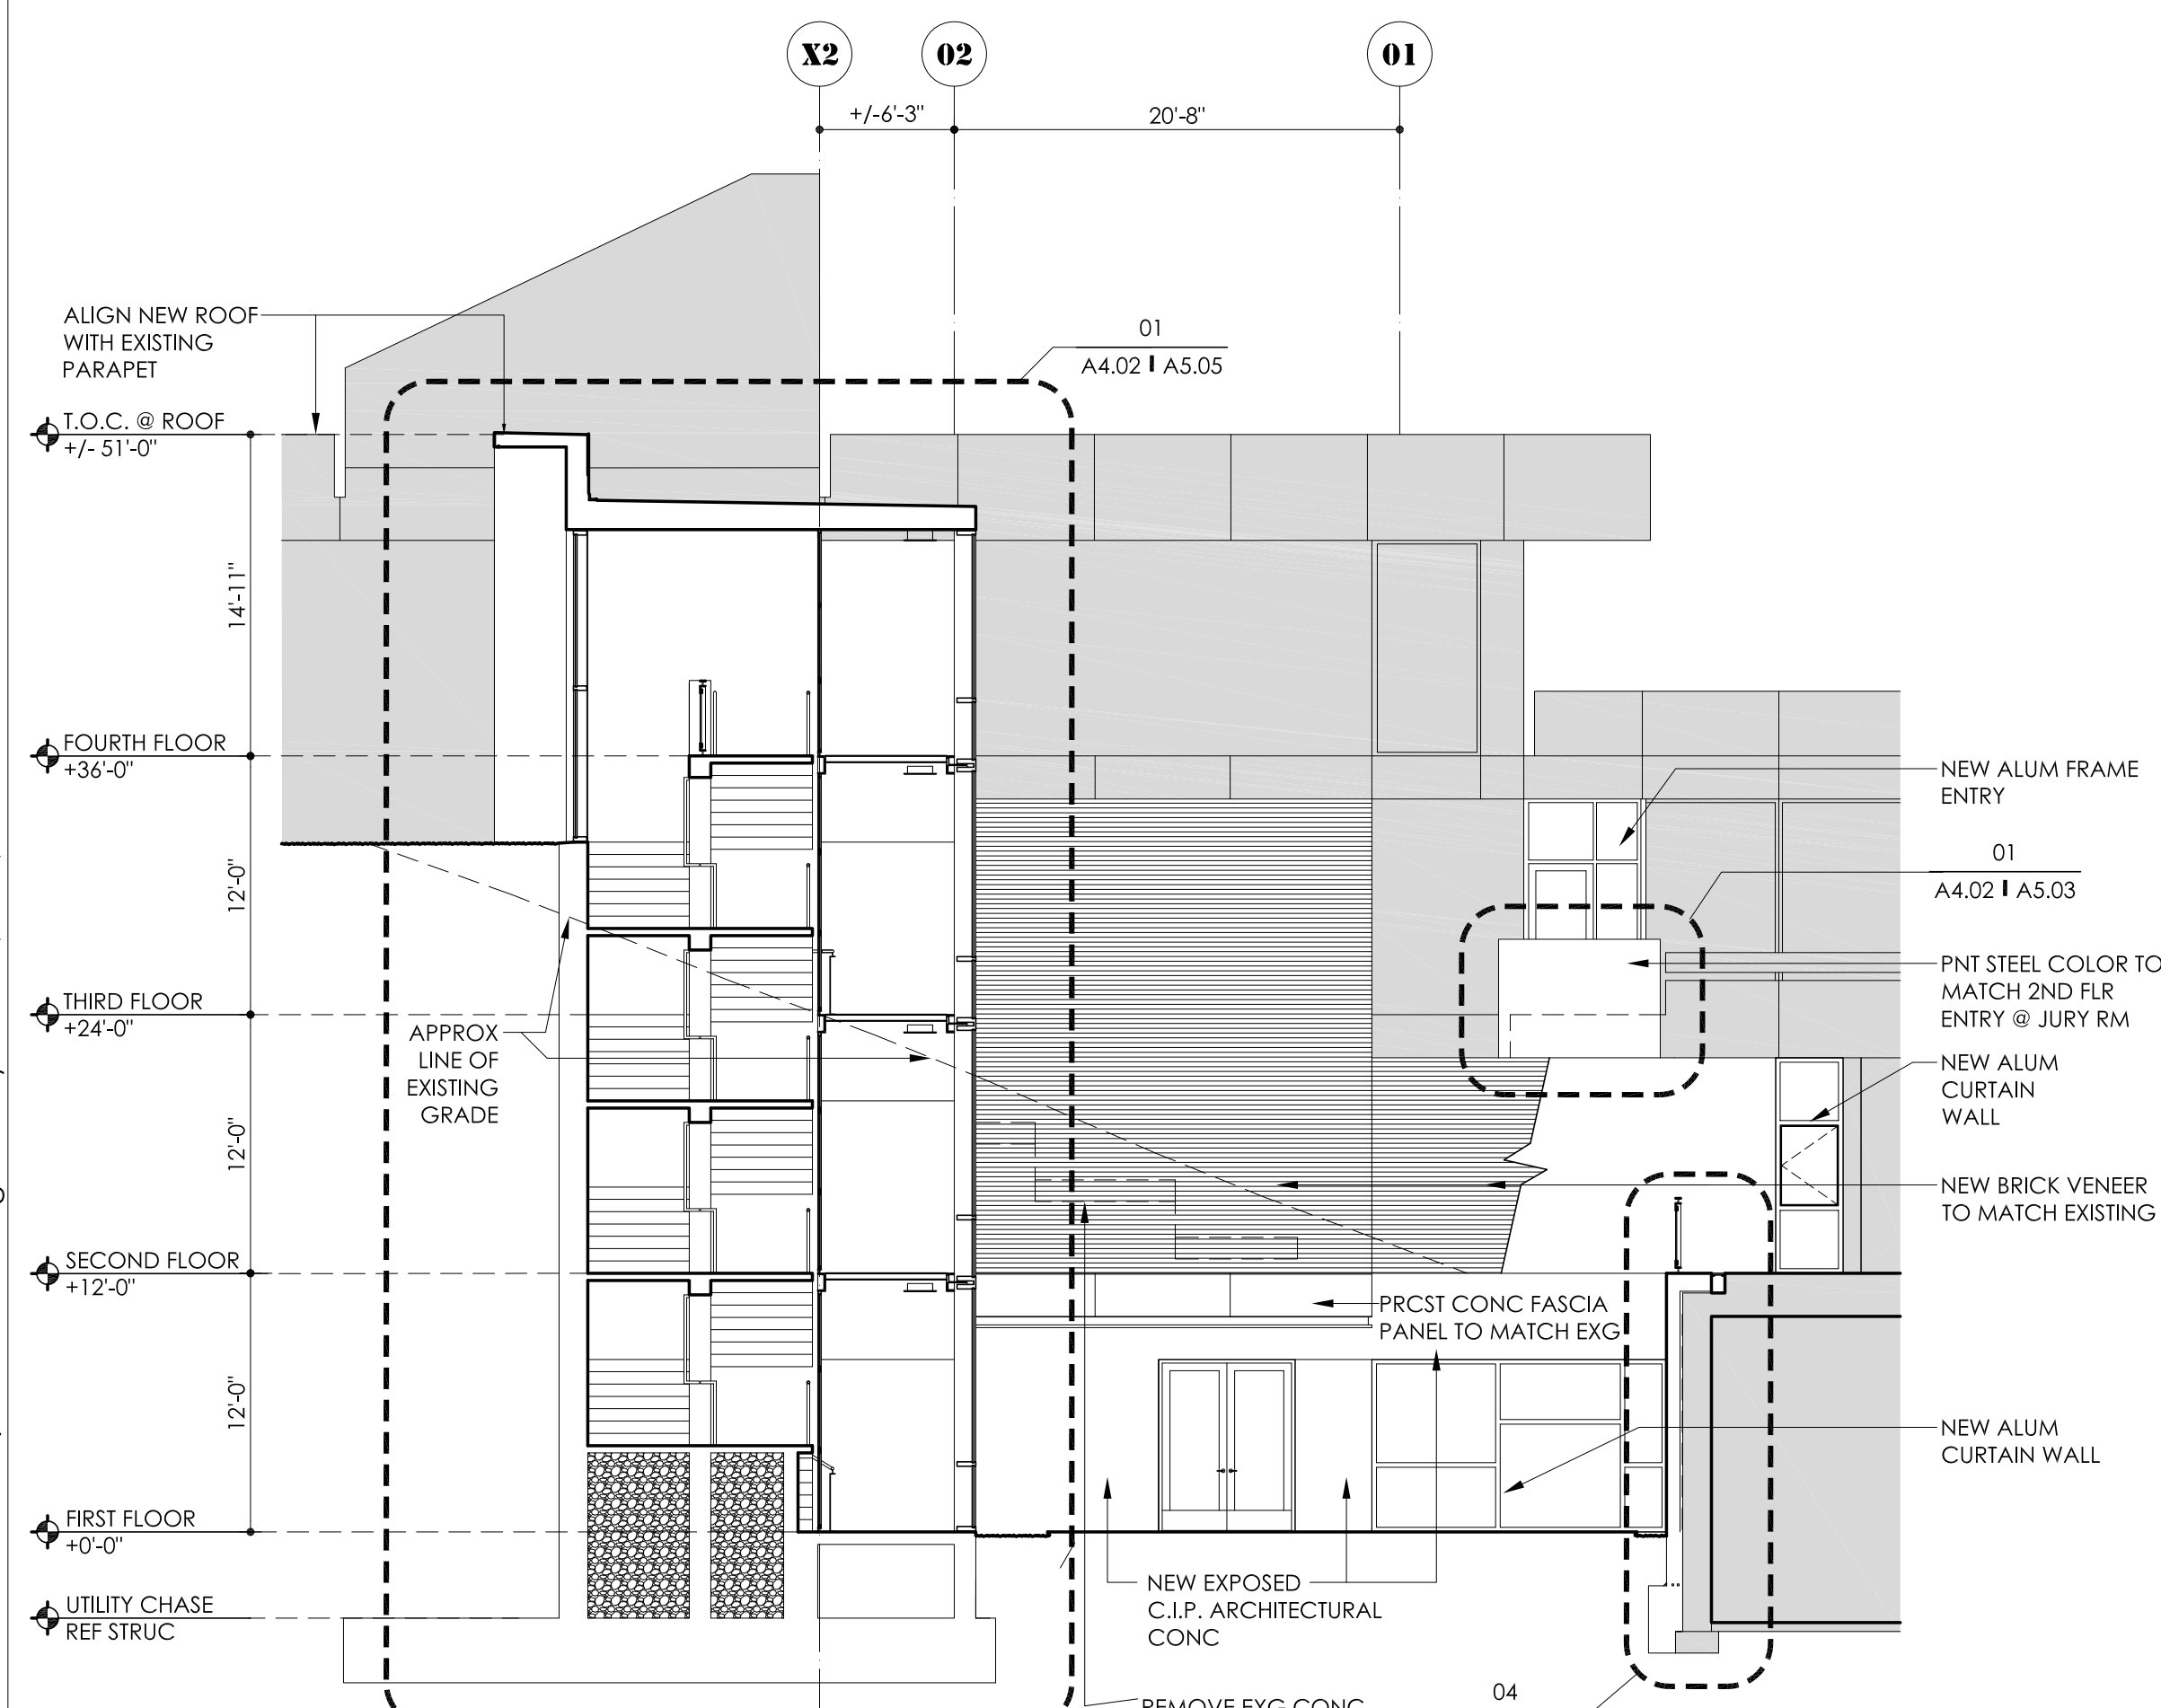 X2
02
01
+/-6'-3"
20'-8"
ALIGN NEW ROOF
WITH EXISTING
PARAPET
01
A4.02 A5.05
T.O.C. @ ROOF
+/- 51'-0"
14'-11"
FOURTH FLOOR
+36'-0"
12'-0"
THIRD FLOOR
+24'-0"
APPROX
LINE OF
EXISTING
GRADE
12'-0"
SECOND FLOOR
+12'-0"
12'-0"
FIRST FLOOR
+0'-0"
UTILITY CHASE
REF STRUC
NEW ALUM FRAME
ENTRY
01
A4.02 A5.03
PNT STEEL COLOR TO
MATCH 2ND FLR
ENTRY @ JURY RM
NEW ALUM
CURTAIN
WALL
NEW BRICK VENEER
TO MATCH EXISTING
PRCST CONC FASCIA
PANEL TO MATCH EXG
NEW ALUM
CURTAIN WALL
NEW EXPOSED
C.I.P. ARCHITECTURAL
CONC
REMOVE EXG CONC
04